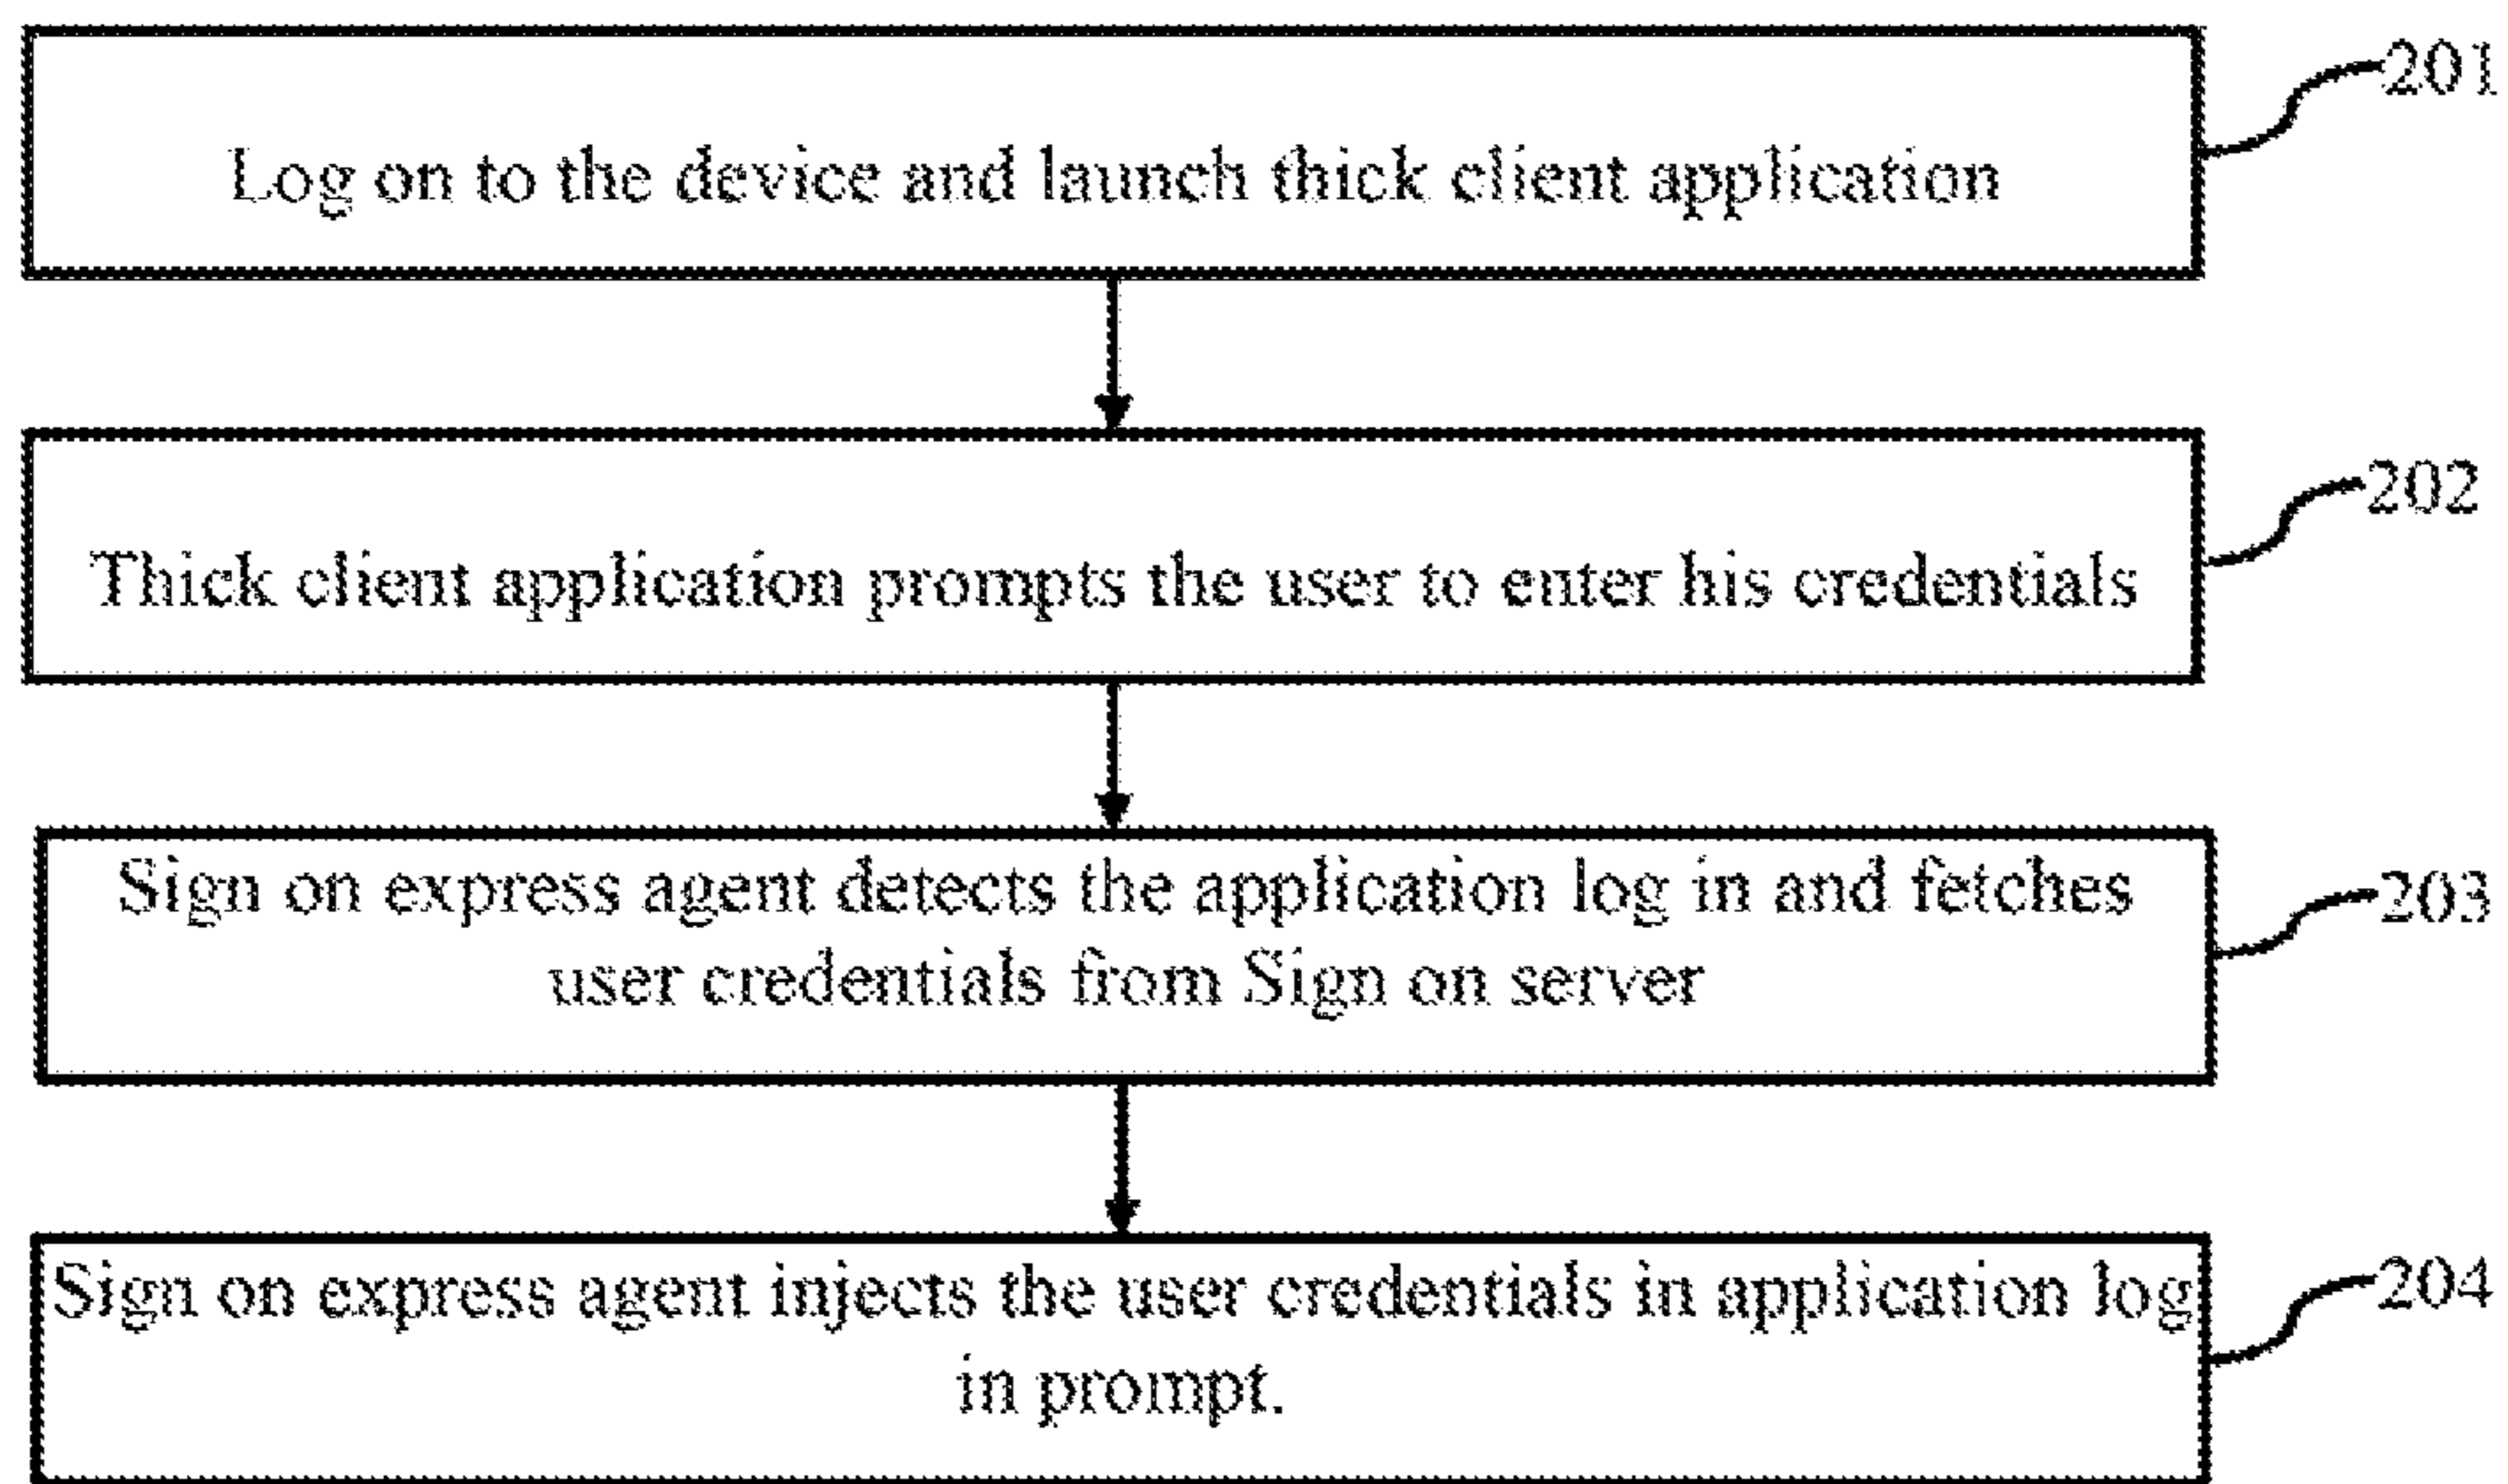 201
Log on to the device and launch thick client application
202
Thick client application prompts the user to enter his credentials
203
Sign on express agent detects the application log in and fetches
user credentials from Sign on server
204
Sign on express agent injects the user credentials in application log
in prompt.